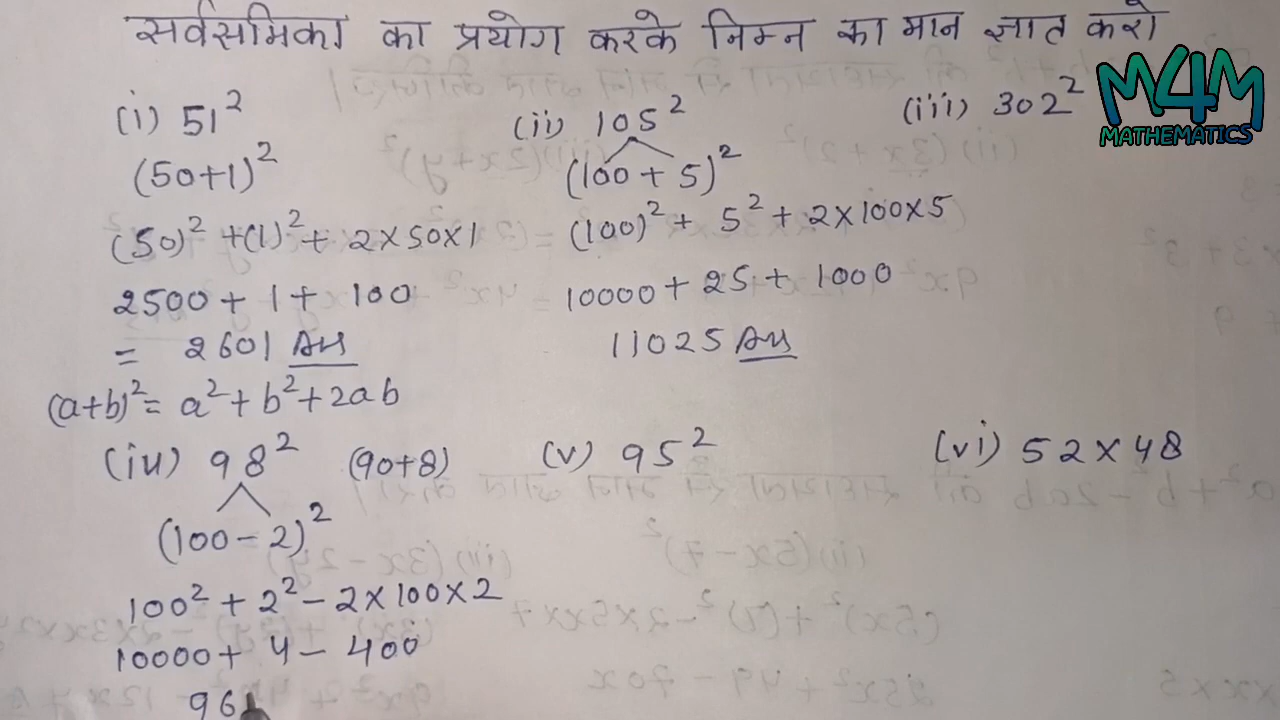 सर्वसमिका का प्रयोग करके निम्न का मान ज्ञात करो
M4M
MATHEMATICS
(i) 51²
(50+1)²
(50)² + (1)² + 2×50×1
2500 + 1 + 100
= 2601 Ans
(a+b)² = a² + b² + 2ab
(ii) 105²
(100 + 5)²
(100)² + 5² + 2×100×5
10000 + 25 + 1000
11025 Ans
(iii) 302²
(iv) 98² (90+8)
(100 - 2)²
100² + 2² - 2×100×2
10000 + 4 - 400
96
(v) 95²
(vi) 52×48